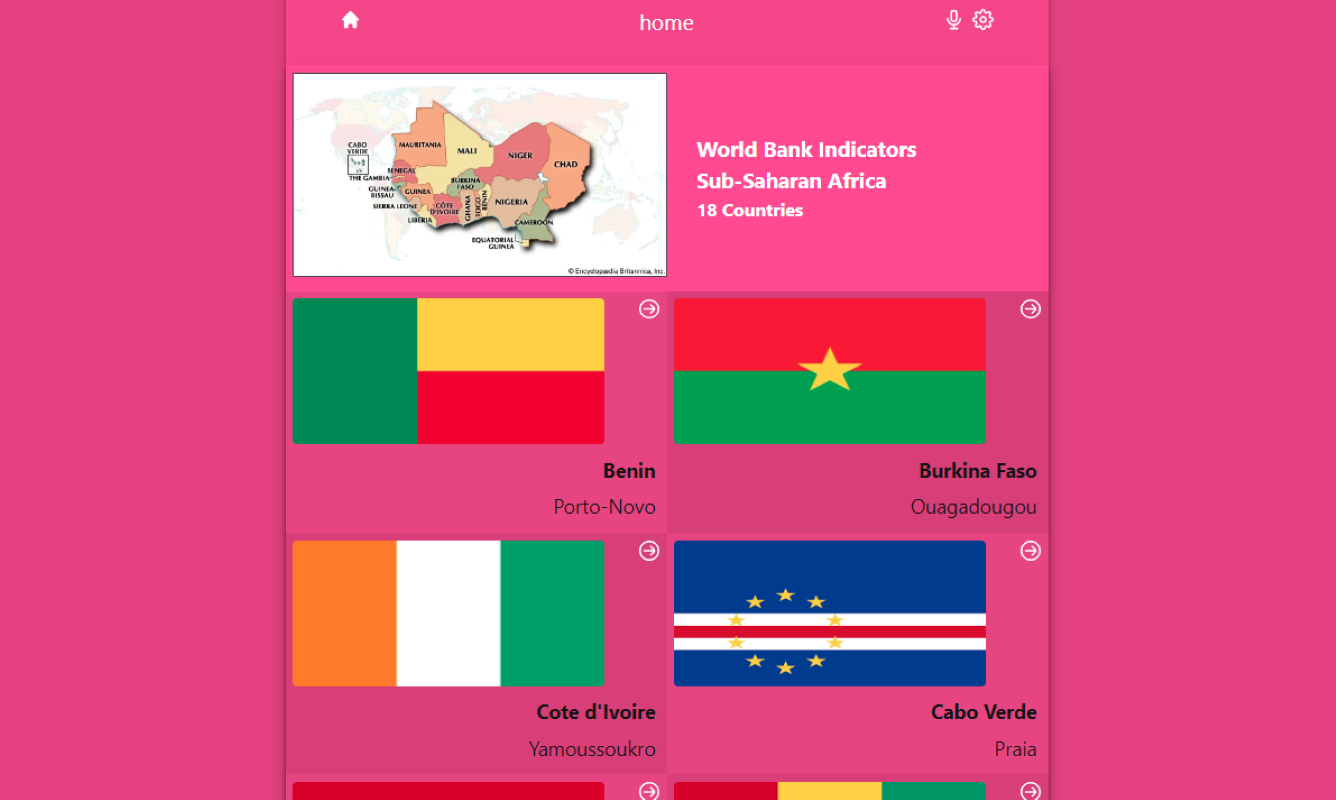 home
CABO
VERDE
MAURITANIA
MALI
NIGER
CHAD
SENEGAL
THE GAMBIA
BURKINA
FASO
GUINEA-
BISSAU
GUINEA
NIGERIA
SIERRA LEONE
CÔTE
D'IVOIRE
GHANA
TOGO
BENIN
LIBERIA
CAMEROON
EQUATORIAL
GUINEA
© Encyclopædia Britannica, Inc.
World Bank Indicators
Sub-Saharan Africa
18 Countries
Benin
Porto-Novo
Burkina Faso
Ouagadougou
Cote d'Ivoire
Yamoussoukro
Cabo Verde
Praia